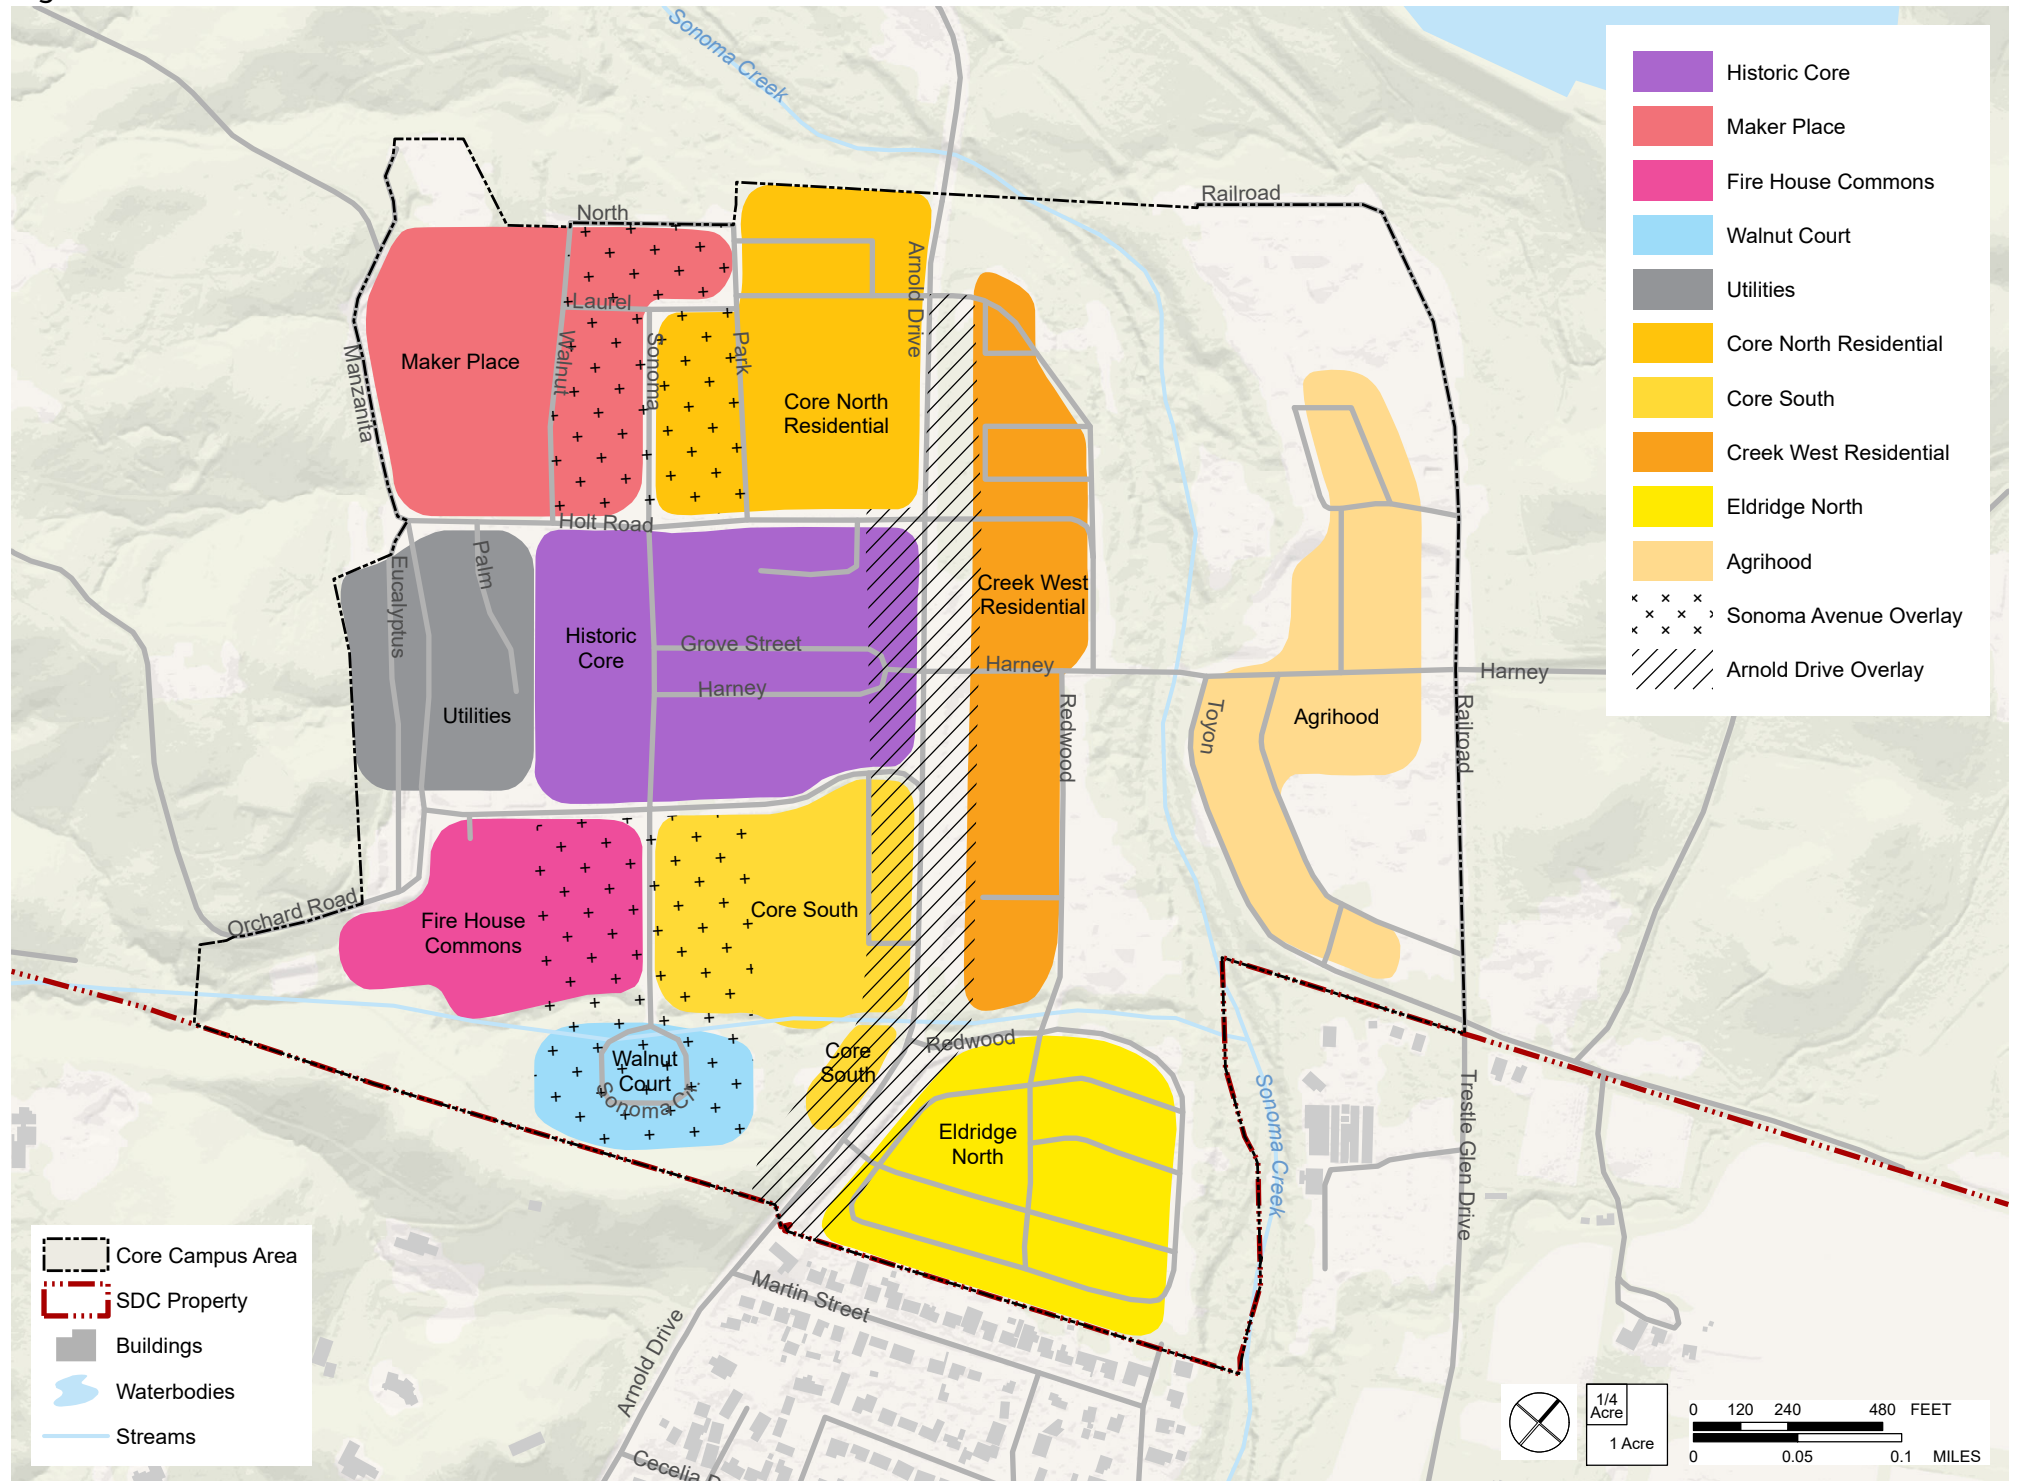 Sonoma Creek
Historic Core
Maker Place
Fire House Commons
Walnut Court
Utilities
Core North Residential
Core South
Creek West Residential
Eldridge North
Agrihood
Sonoma Avenue Overlay
Arnold Drive Overlay
North
Railroad
Arnold Drive
Laurel
Manzanita
Maker Place
Walnut
Sonoma
Park
Core North
Residential
Holt Road
Eucalyptus
Palm
Creek West
Residential
Historic
Core
Grove Street
Harney
Harney
Harney
Utilities
Redwood
Toyon
Agrihood
Railroad
Orchard Road
Fire House
Commons
Core South
Walnut
Court
Sonoma Cir.
Core
South
Redwood
Eldridge
North
Sonoma Creek
Trestle Glen Drive
Martin Street
Arnold Drive
Cecelia
Core Campus Area
SDC Property
Buildings
Waterbodies
Streams
1/4
Acre
1 Acre
0 120 240 480 FEET
0 0.05 0.1 MILES